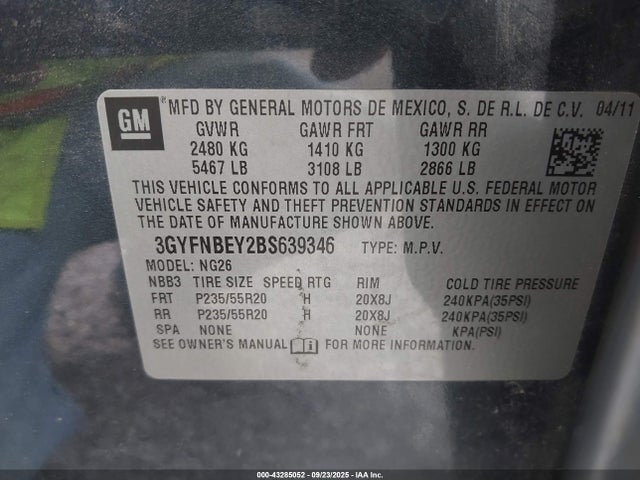 GM MFD BY GENERAL MOTORS DE MEXICO, S. DE R.L. DE C.V. 04/11
GVWR GAWR FRT GAWR RR
2480 KG 1410 KG 1300 KG
5467 LB 3108 LB 2866 LB
THIS VEHICLE CONFORMS TO ALL APPLICABLE U.S. FEDERAL MOTOR
VEHICLE SAFETY AND THEFT PREVENTION STANDARDS IN EFFECT ON
THE DATE OF MANUFACTURE SHOWN ABOVE.
3GYFNBEY2BS639346 TYPE: M.P.V.
MODEL: NG26
NBB3 TIRE SIZE SPEED RTG RIM COLD TIRE PRESSURE
FRT P235/55R20 H 20X8J 240KPA(35PSI)
RR P235/55R20 H 20X8J 240KPA(35PSI)
SPA NONE NONE KPA(PSI)
SEE OWNER'S MANUAL FOR MORE INFORMATION.
000-43285052 - 09/23/2025 - IAA Inc.